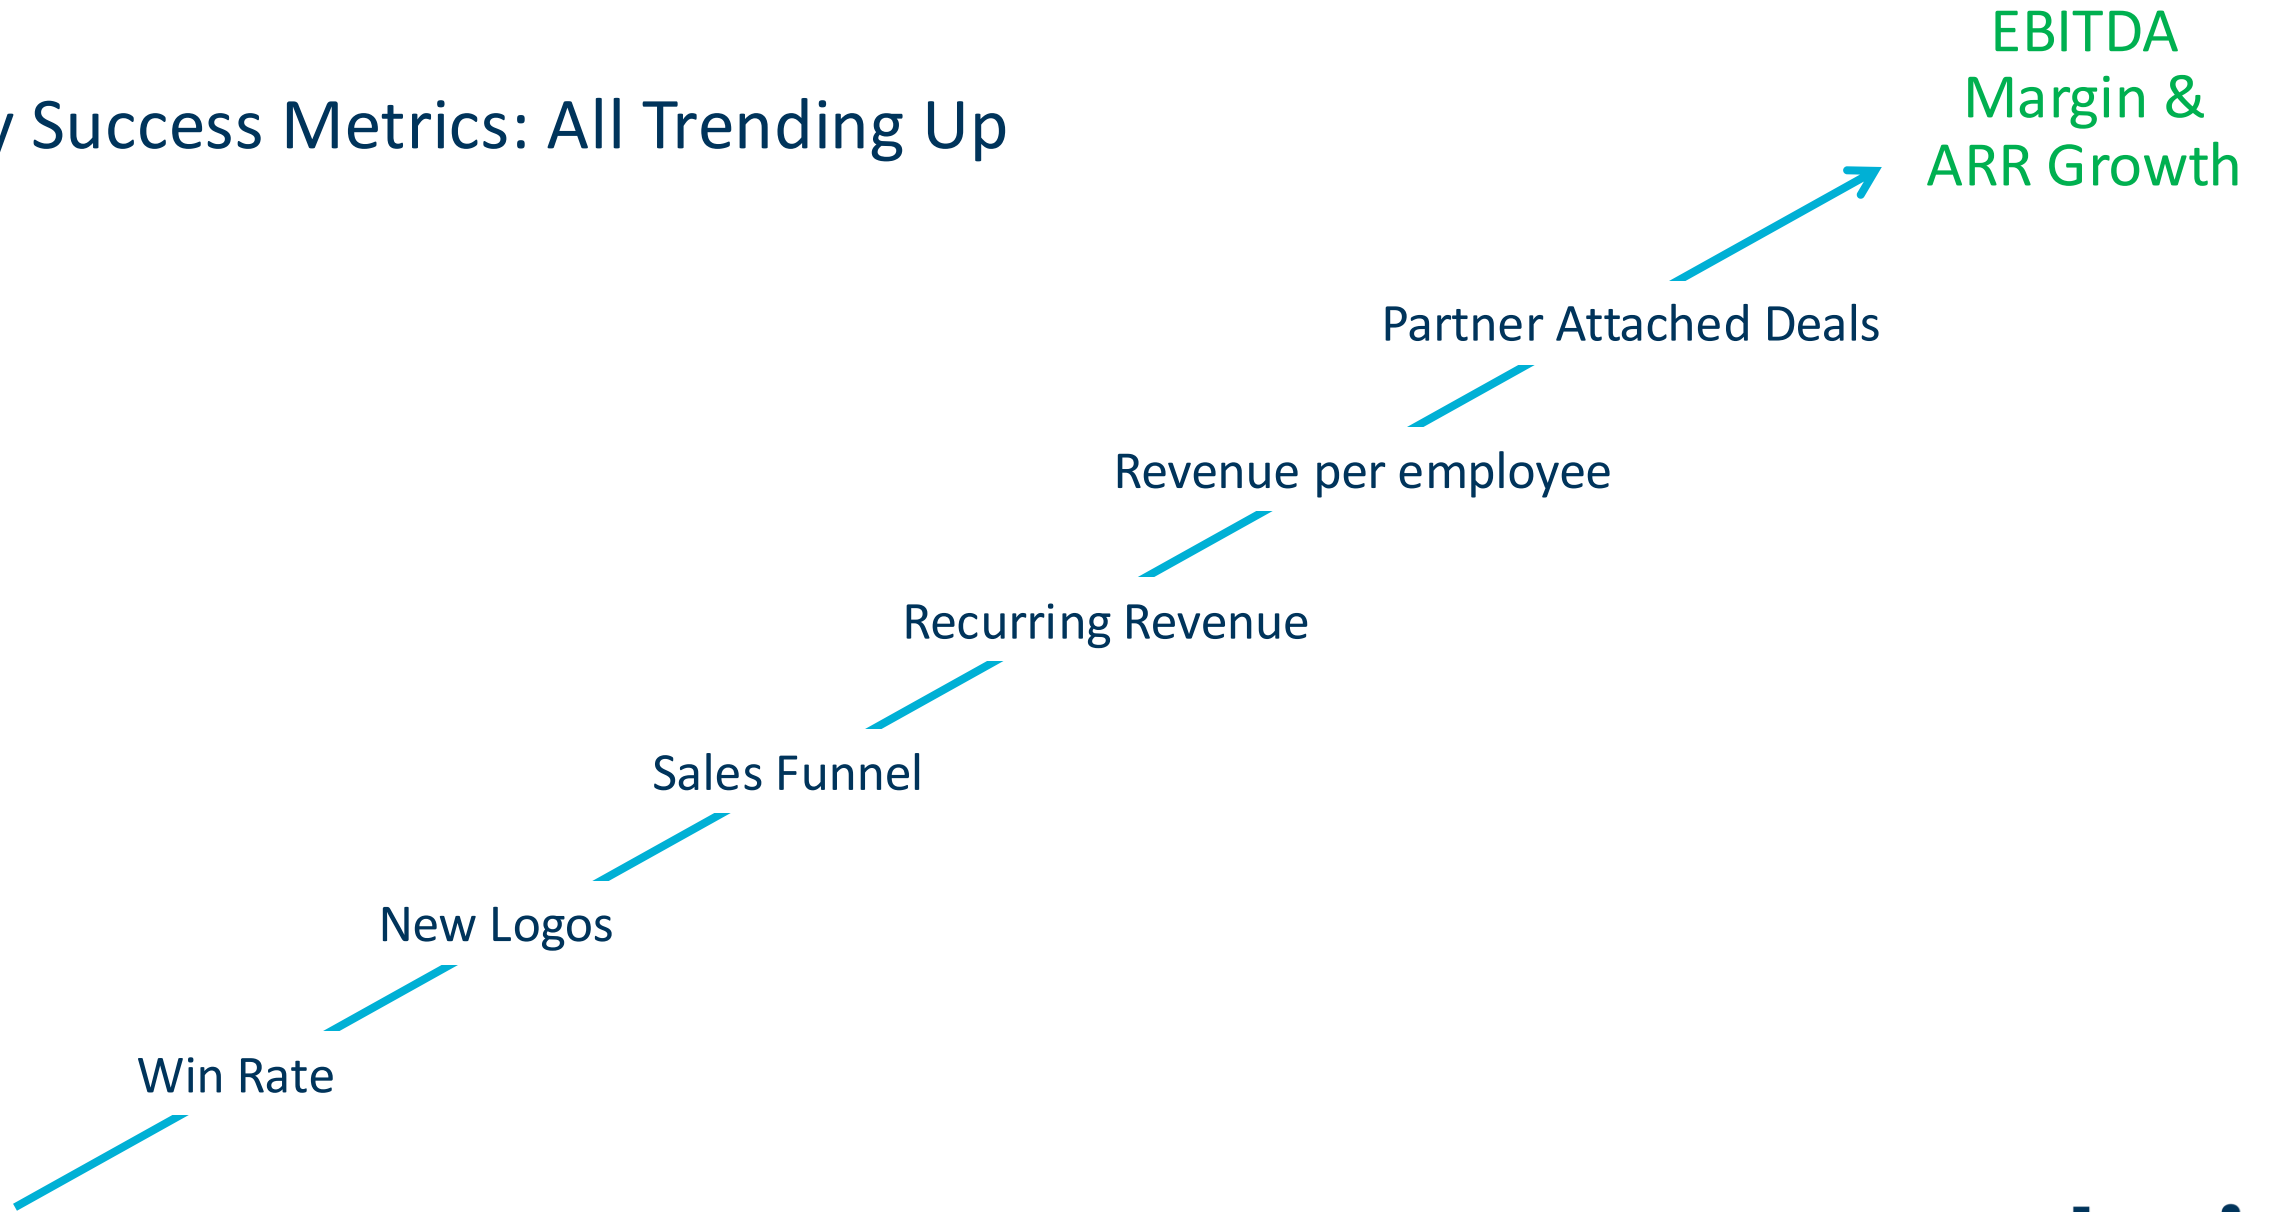 EBITDA
Margin &
ARR Growth
y Success Metrics: All Trending Up
Partner Attached Deals
Revenue per employee
Recurring Revenue
Sales Funnel
New Logos
Win Rate